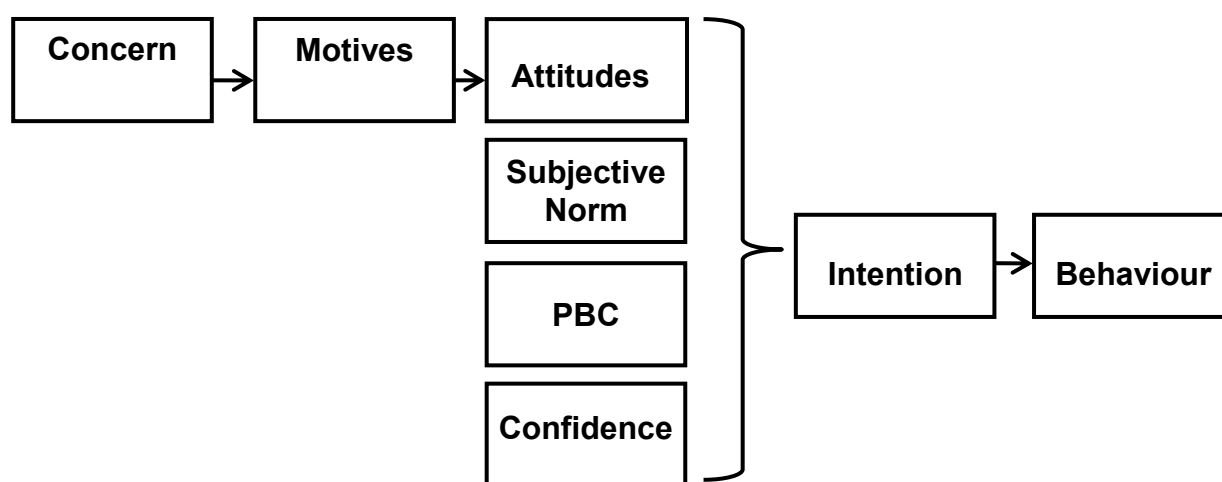 Concern
Motives
Attitudes
Subjective
Norm
PBC
Confidence
Intention
Behaviour